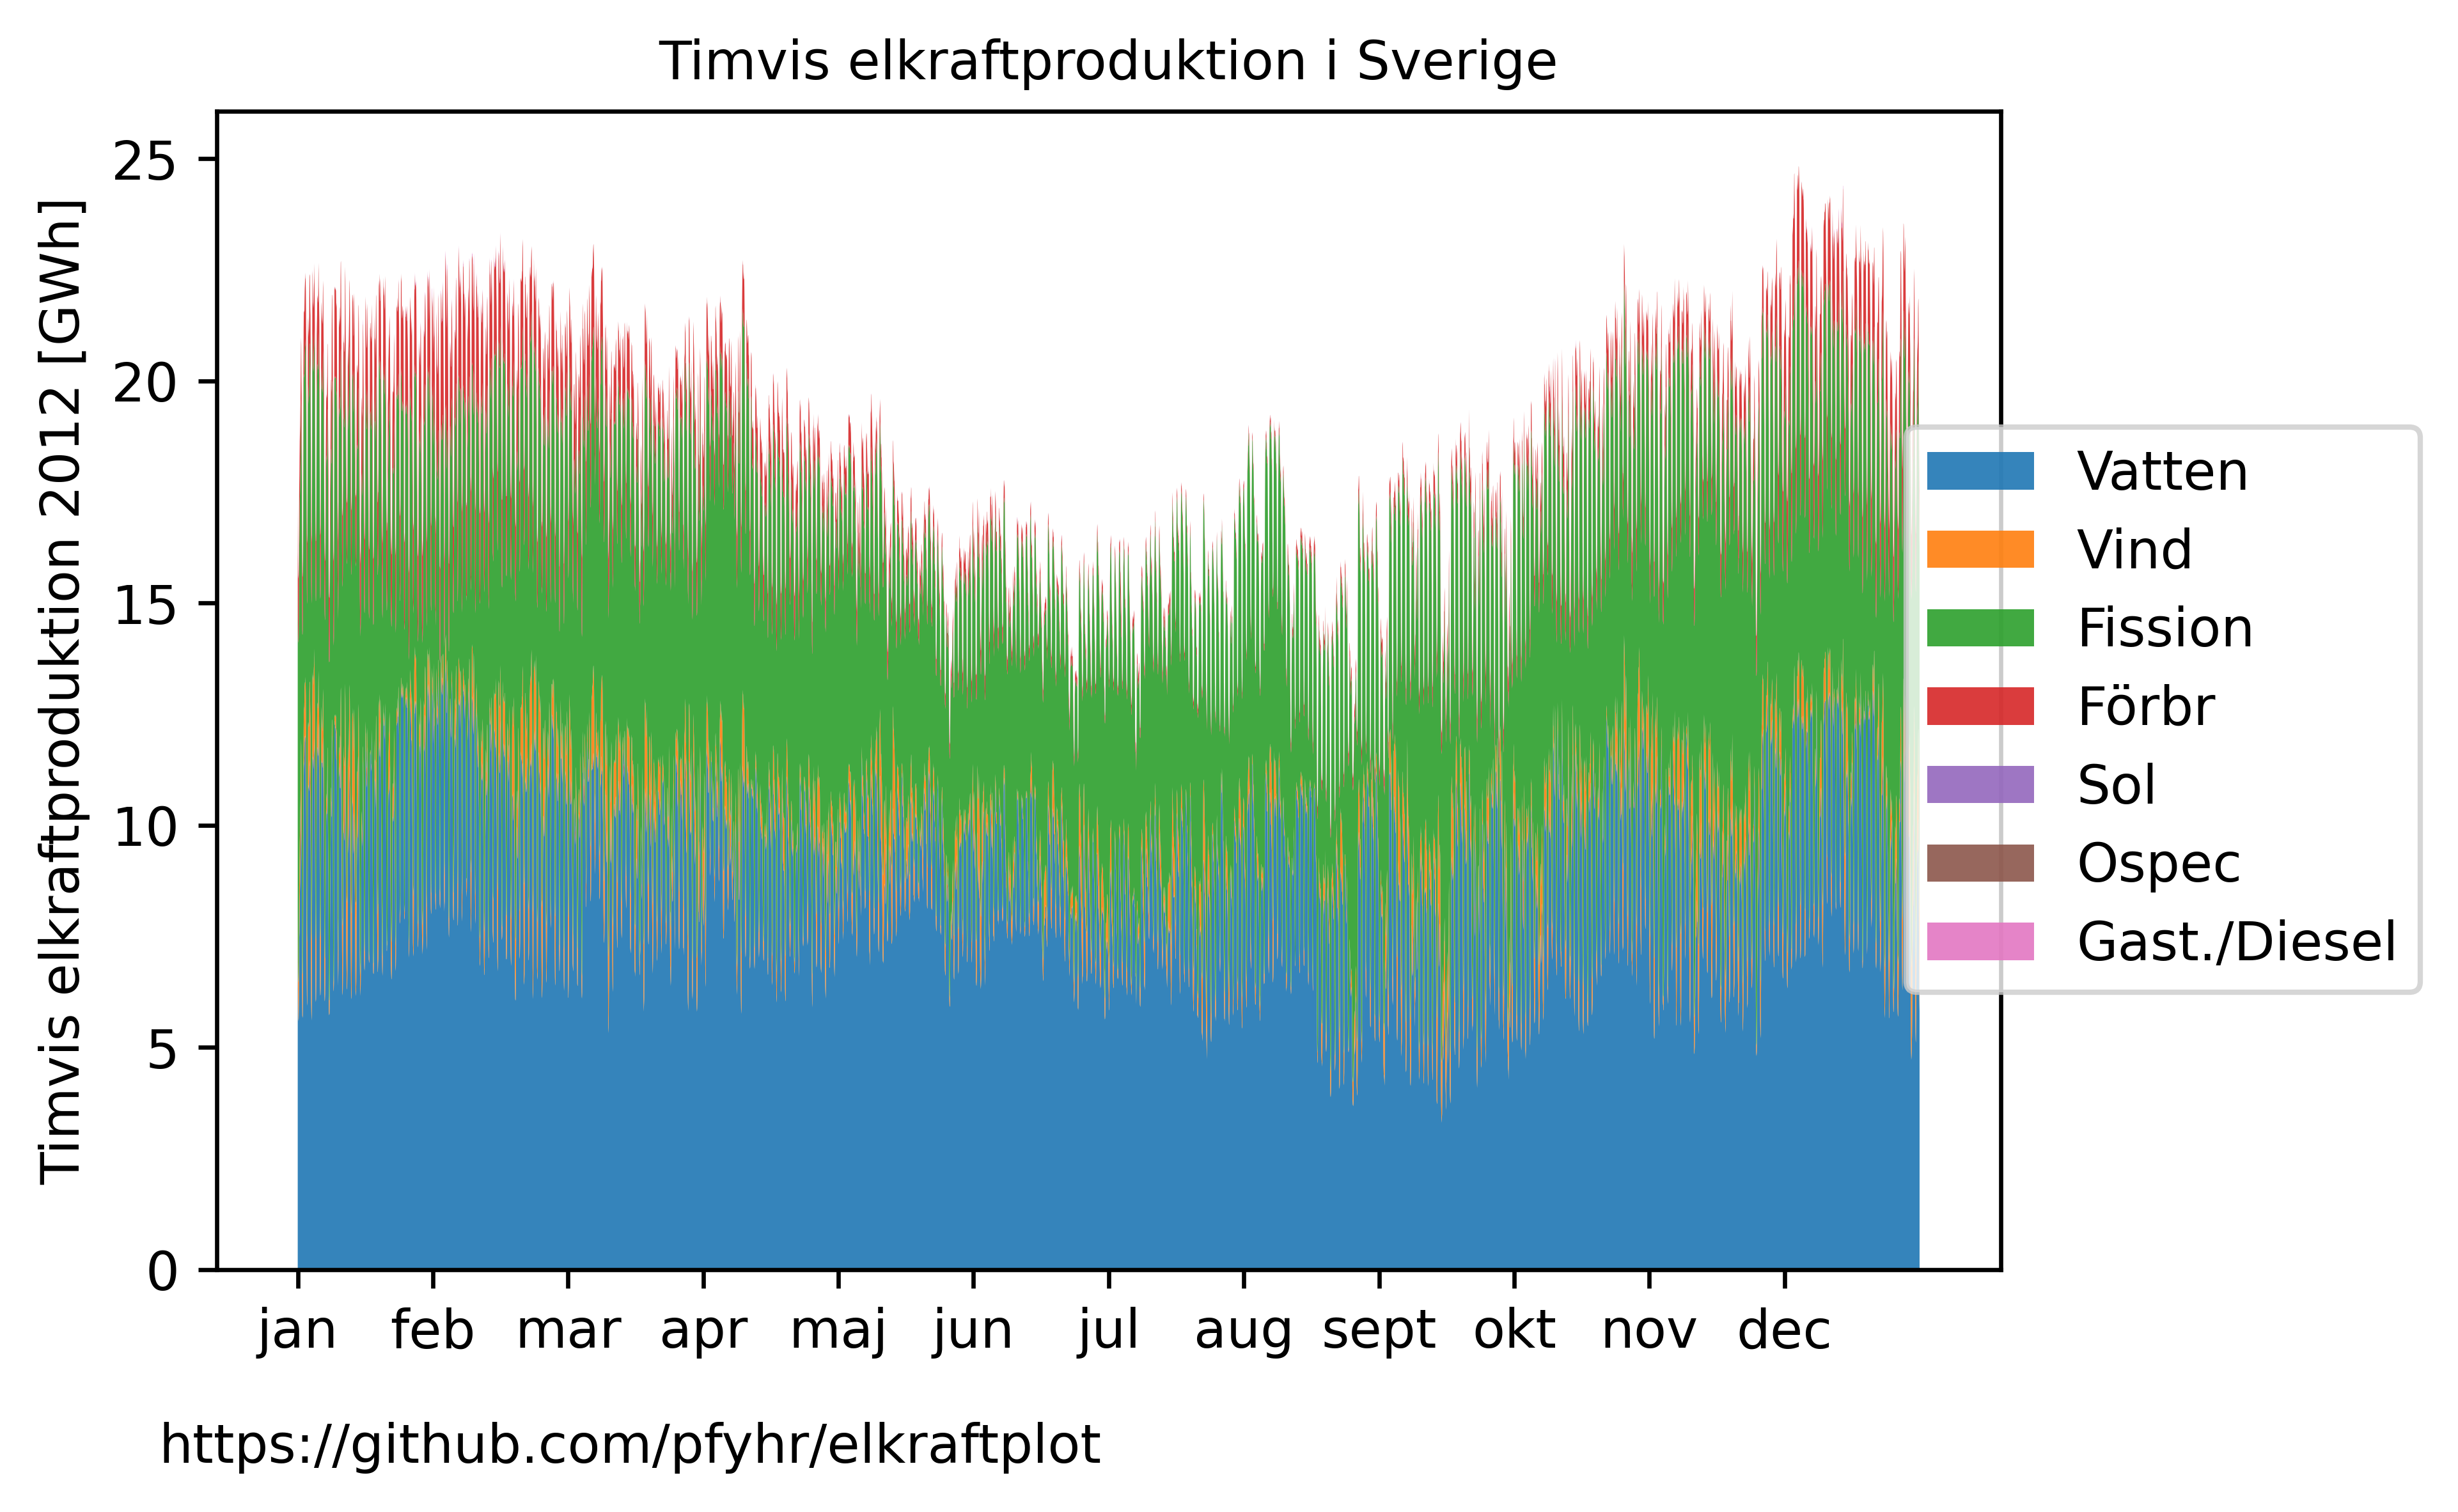 Timvis elkraftproduktion i Sverige
Timvis elkraftproduktion 2012 [GWh]
25
20
15
10
5
0
jan feb mar apr maj jun jul aug sept okt nov dec
Vatten
Vind
Fission
Förbr
Sol
Ospec
Gast./Diesel
https://github.com/pfyhr/elkraftplot